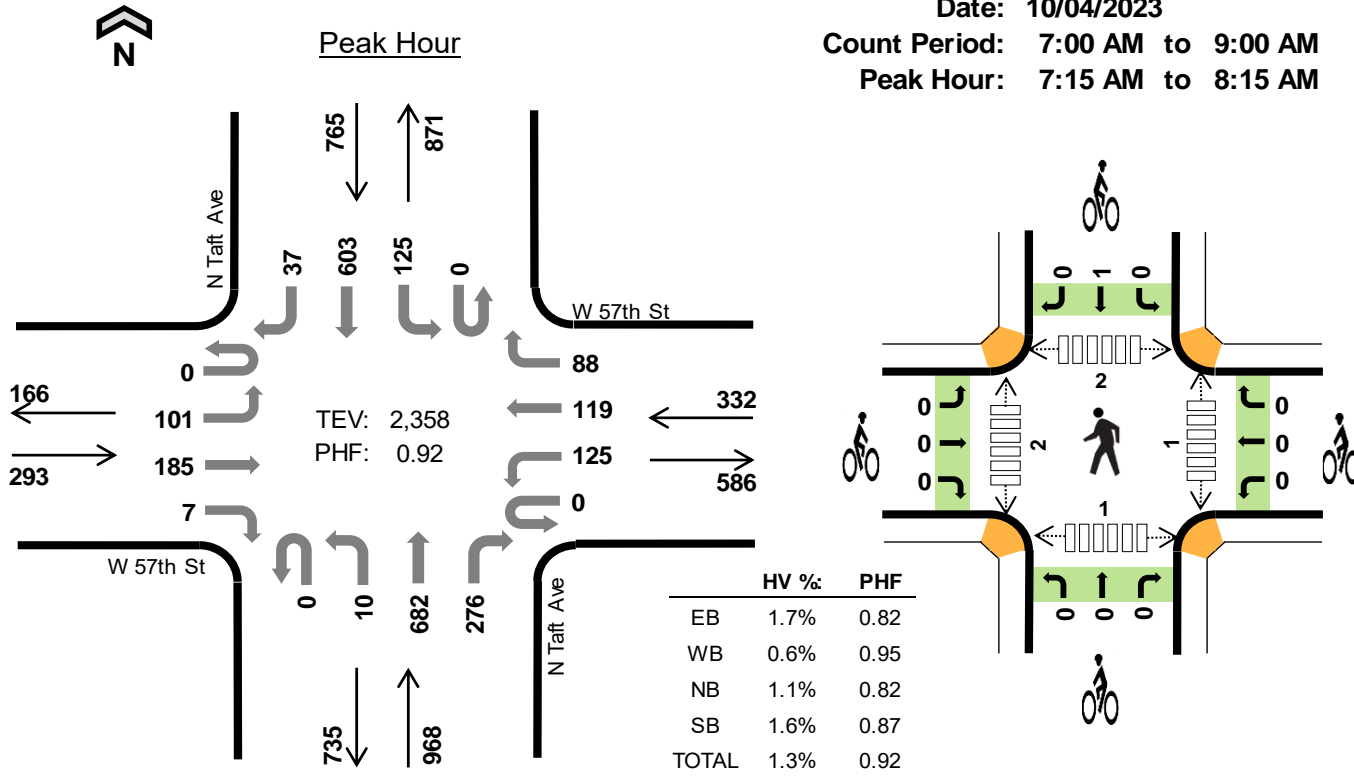 Date: 10/04/2023
Count Period: 7:00 AM to 9:00 AM
Peak Hour: 7:15 AM to 8:15 AM
N
Peak Hour
765
871
N Taft Ave
37
603
125
0
W 57th St
0
101
185
7
166
293
TEV: 2,358
PHF: 0.92
88
119
125
0
332
586
W 57th St
0
10
682
276
N Taft Ave
735
968
HV %: PHF
EB 1.7% 0.82
WB 0.6% 0.95
NB 1.1% 0.82
SB 1.6% 0.87
TOTAL 1.3% 0.92
0 1 0
2
0
0
0
2
1
0
0
0
1
0 0 0